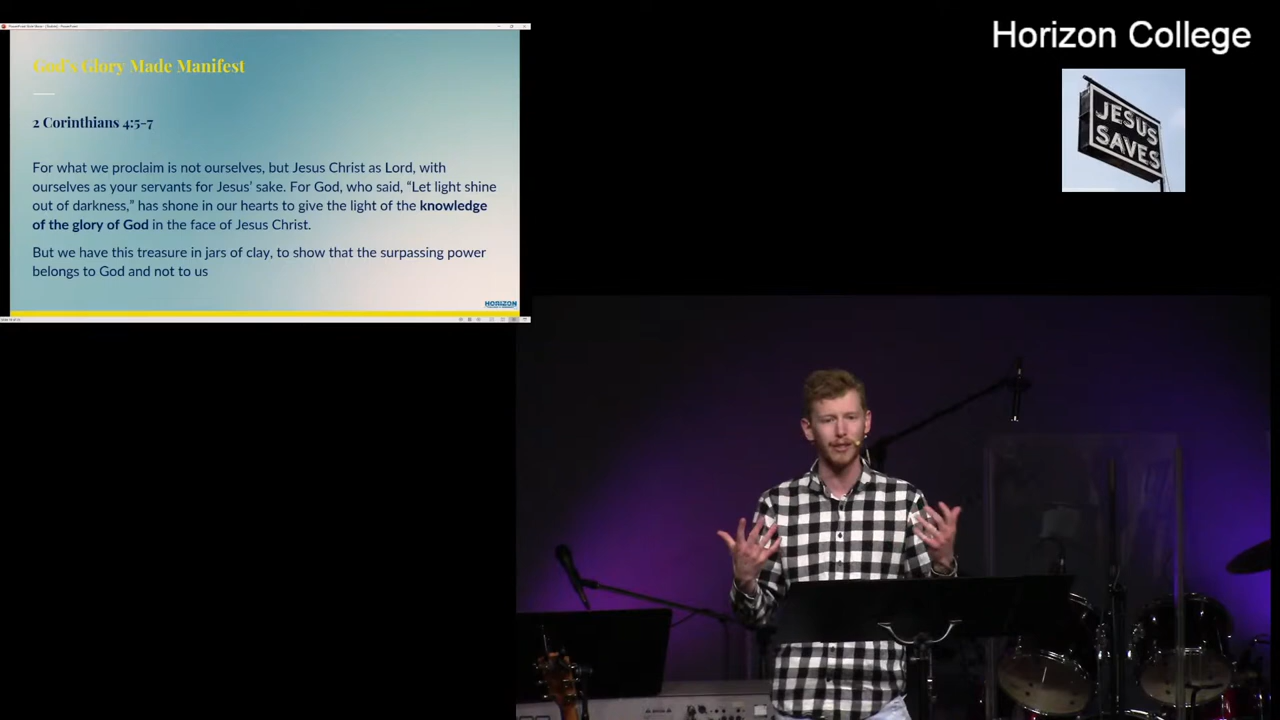 God's Glory Made Manifest
2 Corinthians 4:5-7
For what we proclaim is not ourselves, but Jesus Christ as Lord, with
ourselves as your servants for Jesus' sake. For God, who said, “Let light shine
out of darkness,” has shone in our hearts to give the light of the knowledge
of the glory of God in the face of Jesus Christ.
But we have this treasure in jars of clay, to show that the surpassing power
belongs to God and not to us
HORIZON
Horizon College
JESUS
SAVES